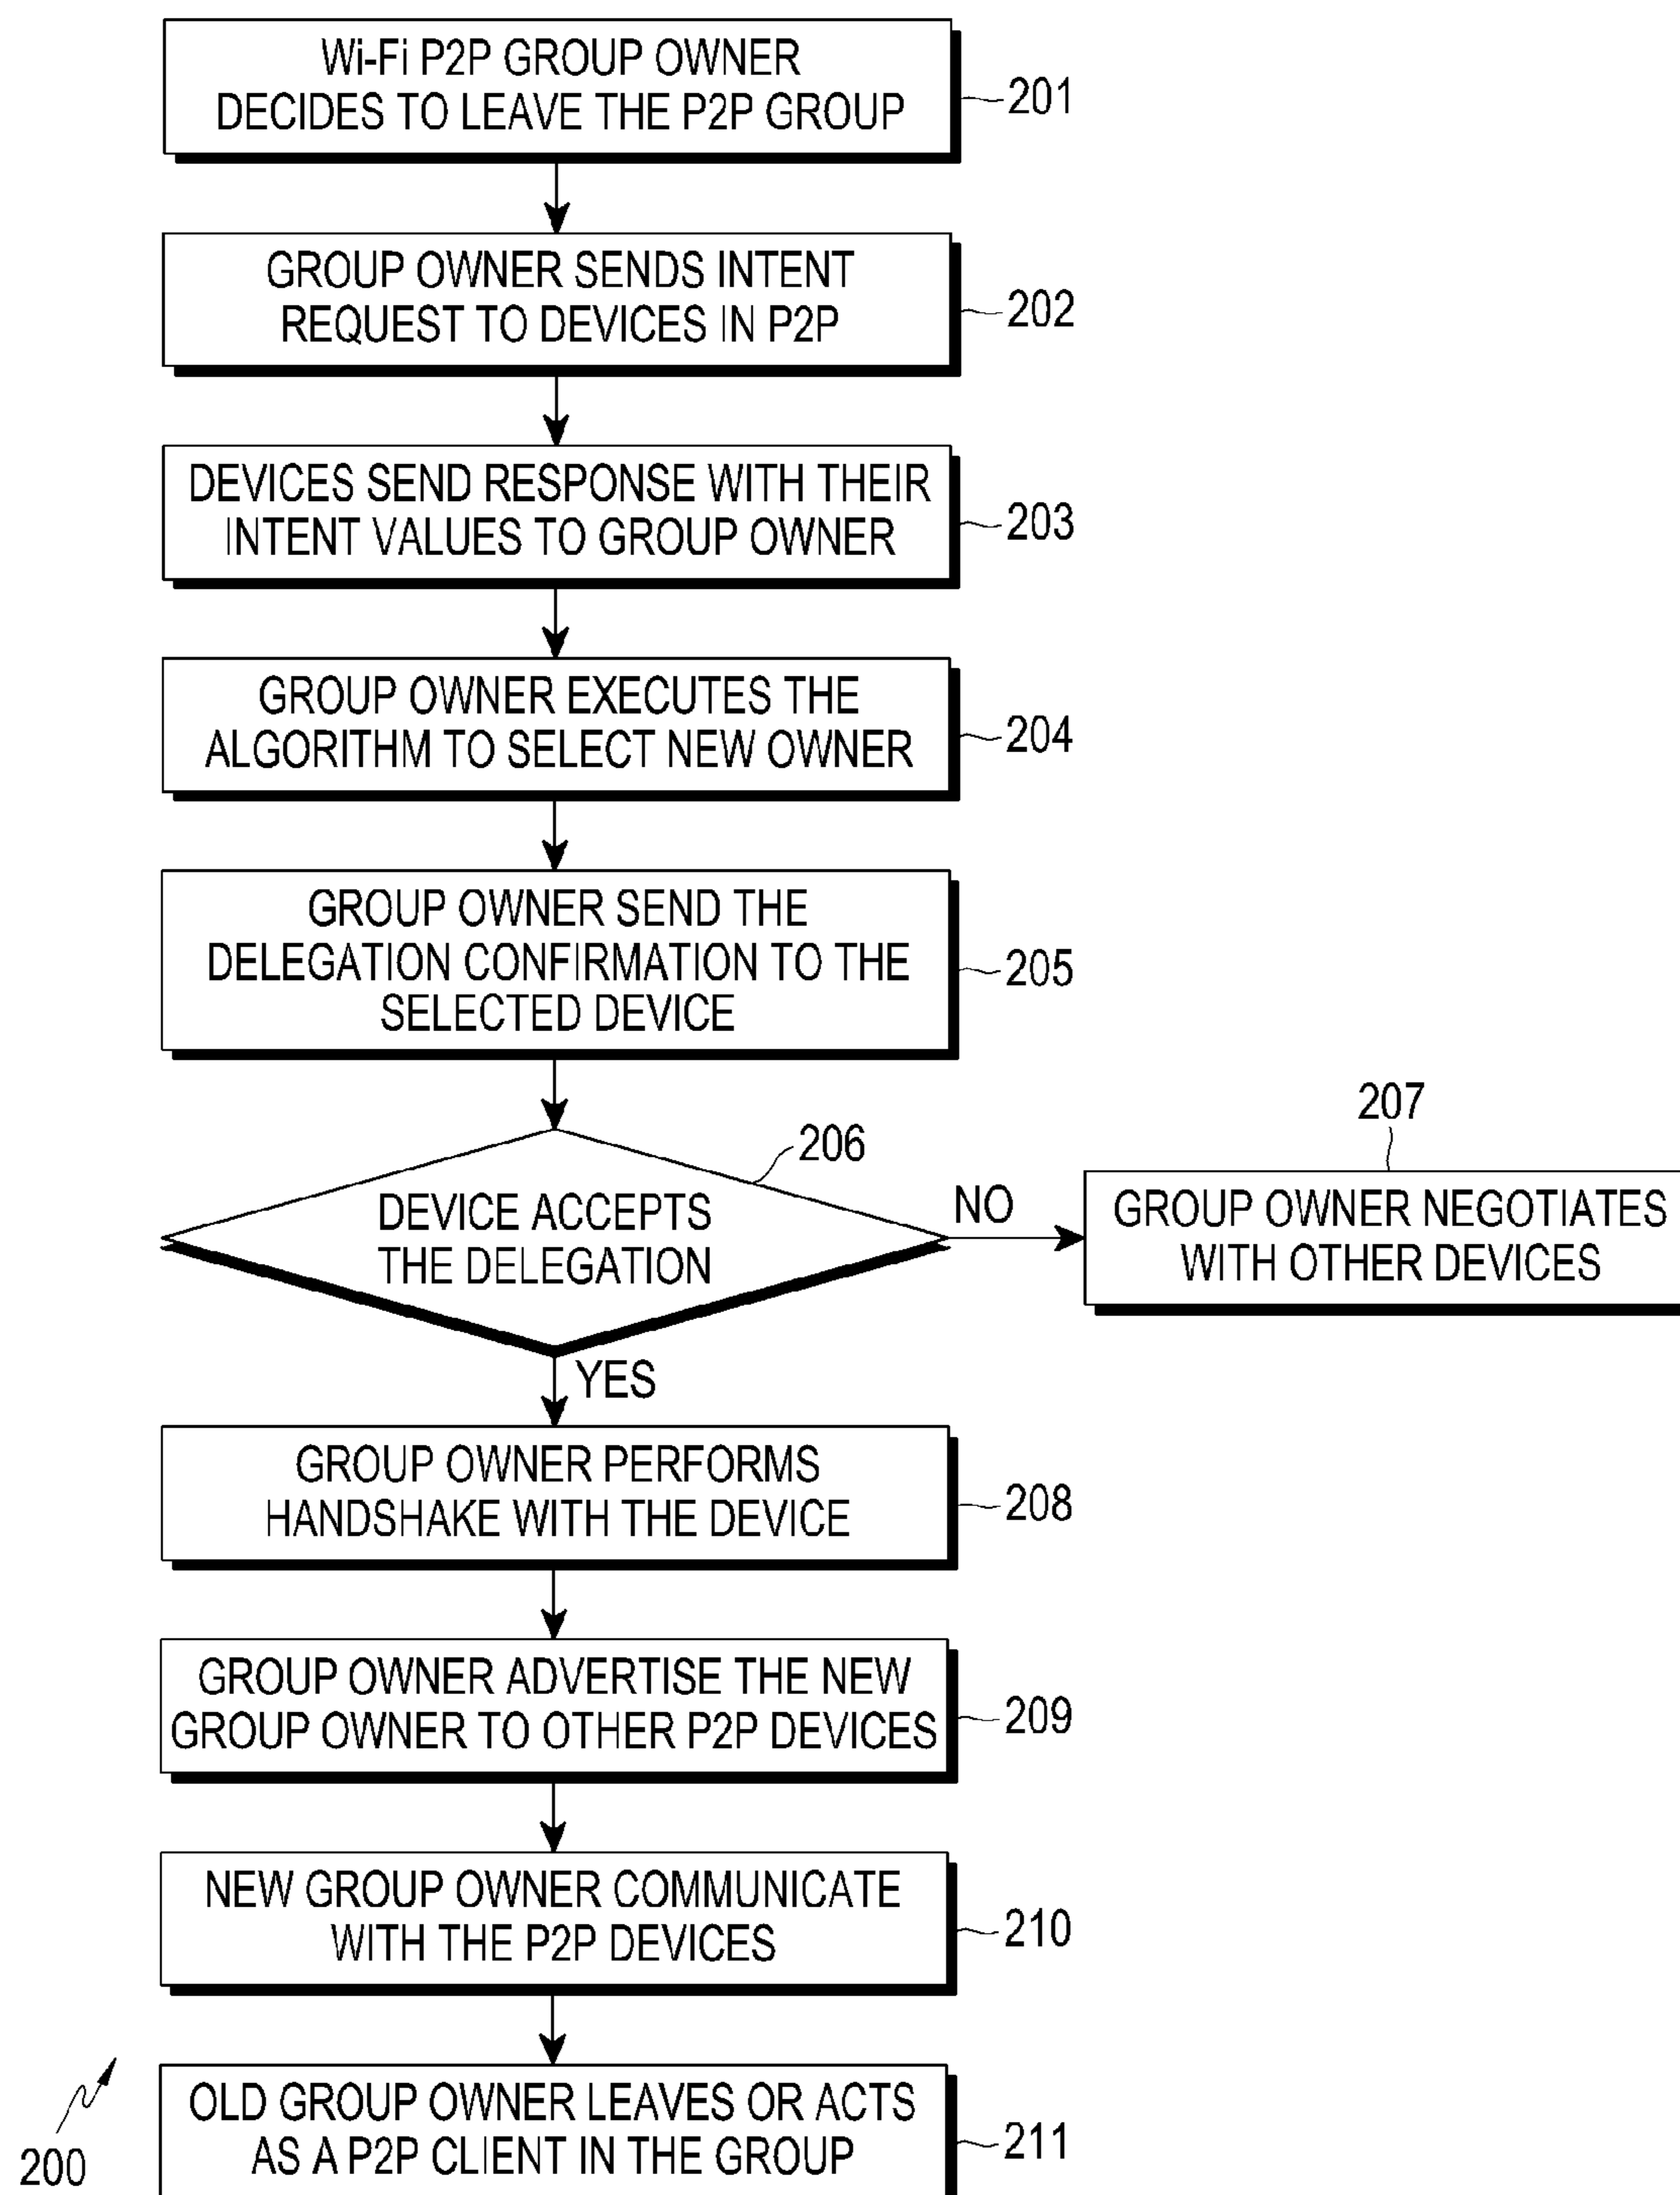 Wi-Fi P2P GROUP OWNER
DECIDES TO LEAVE THE P2P GROUP
201
GROUP OWNER SENDS INTENT
REQUEST TO DEVICES IN P2P
202
DEVICES SEND RESPONSE WITH THEIR
INTENT VALUES TO GROUP OWNER
203
GROUP OWNER EXECUTES THE
ALGORITHM TO SELECT NEW OWNER
204
GROUP OWNER SEND THE
DELEGATION CONFIRMATION TO THE
SELECTED DEVICE
205
206
DEVICE ACCEPTS
THE DELEGATION
NO
207
GROUP OWNER NEGOTIATES
WITH OTHER DEVICES
YES
GROUP OWNER PERFORMS
HANDSHAKE WITH THE DEVICE
208
GROUP OWNER ADVERTISE THE NEW
GROUP OWNER TO OTHER P2P DEVICES
209
NEW GROUP OWNER COMMUNICATE
WITH THE P2P DEVICES
210
OLD GROUP OWNER LEAVES OR ACTS
AS A P2P CLIENT IN THE GROUP
211
200